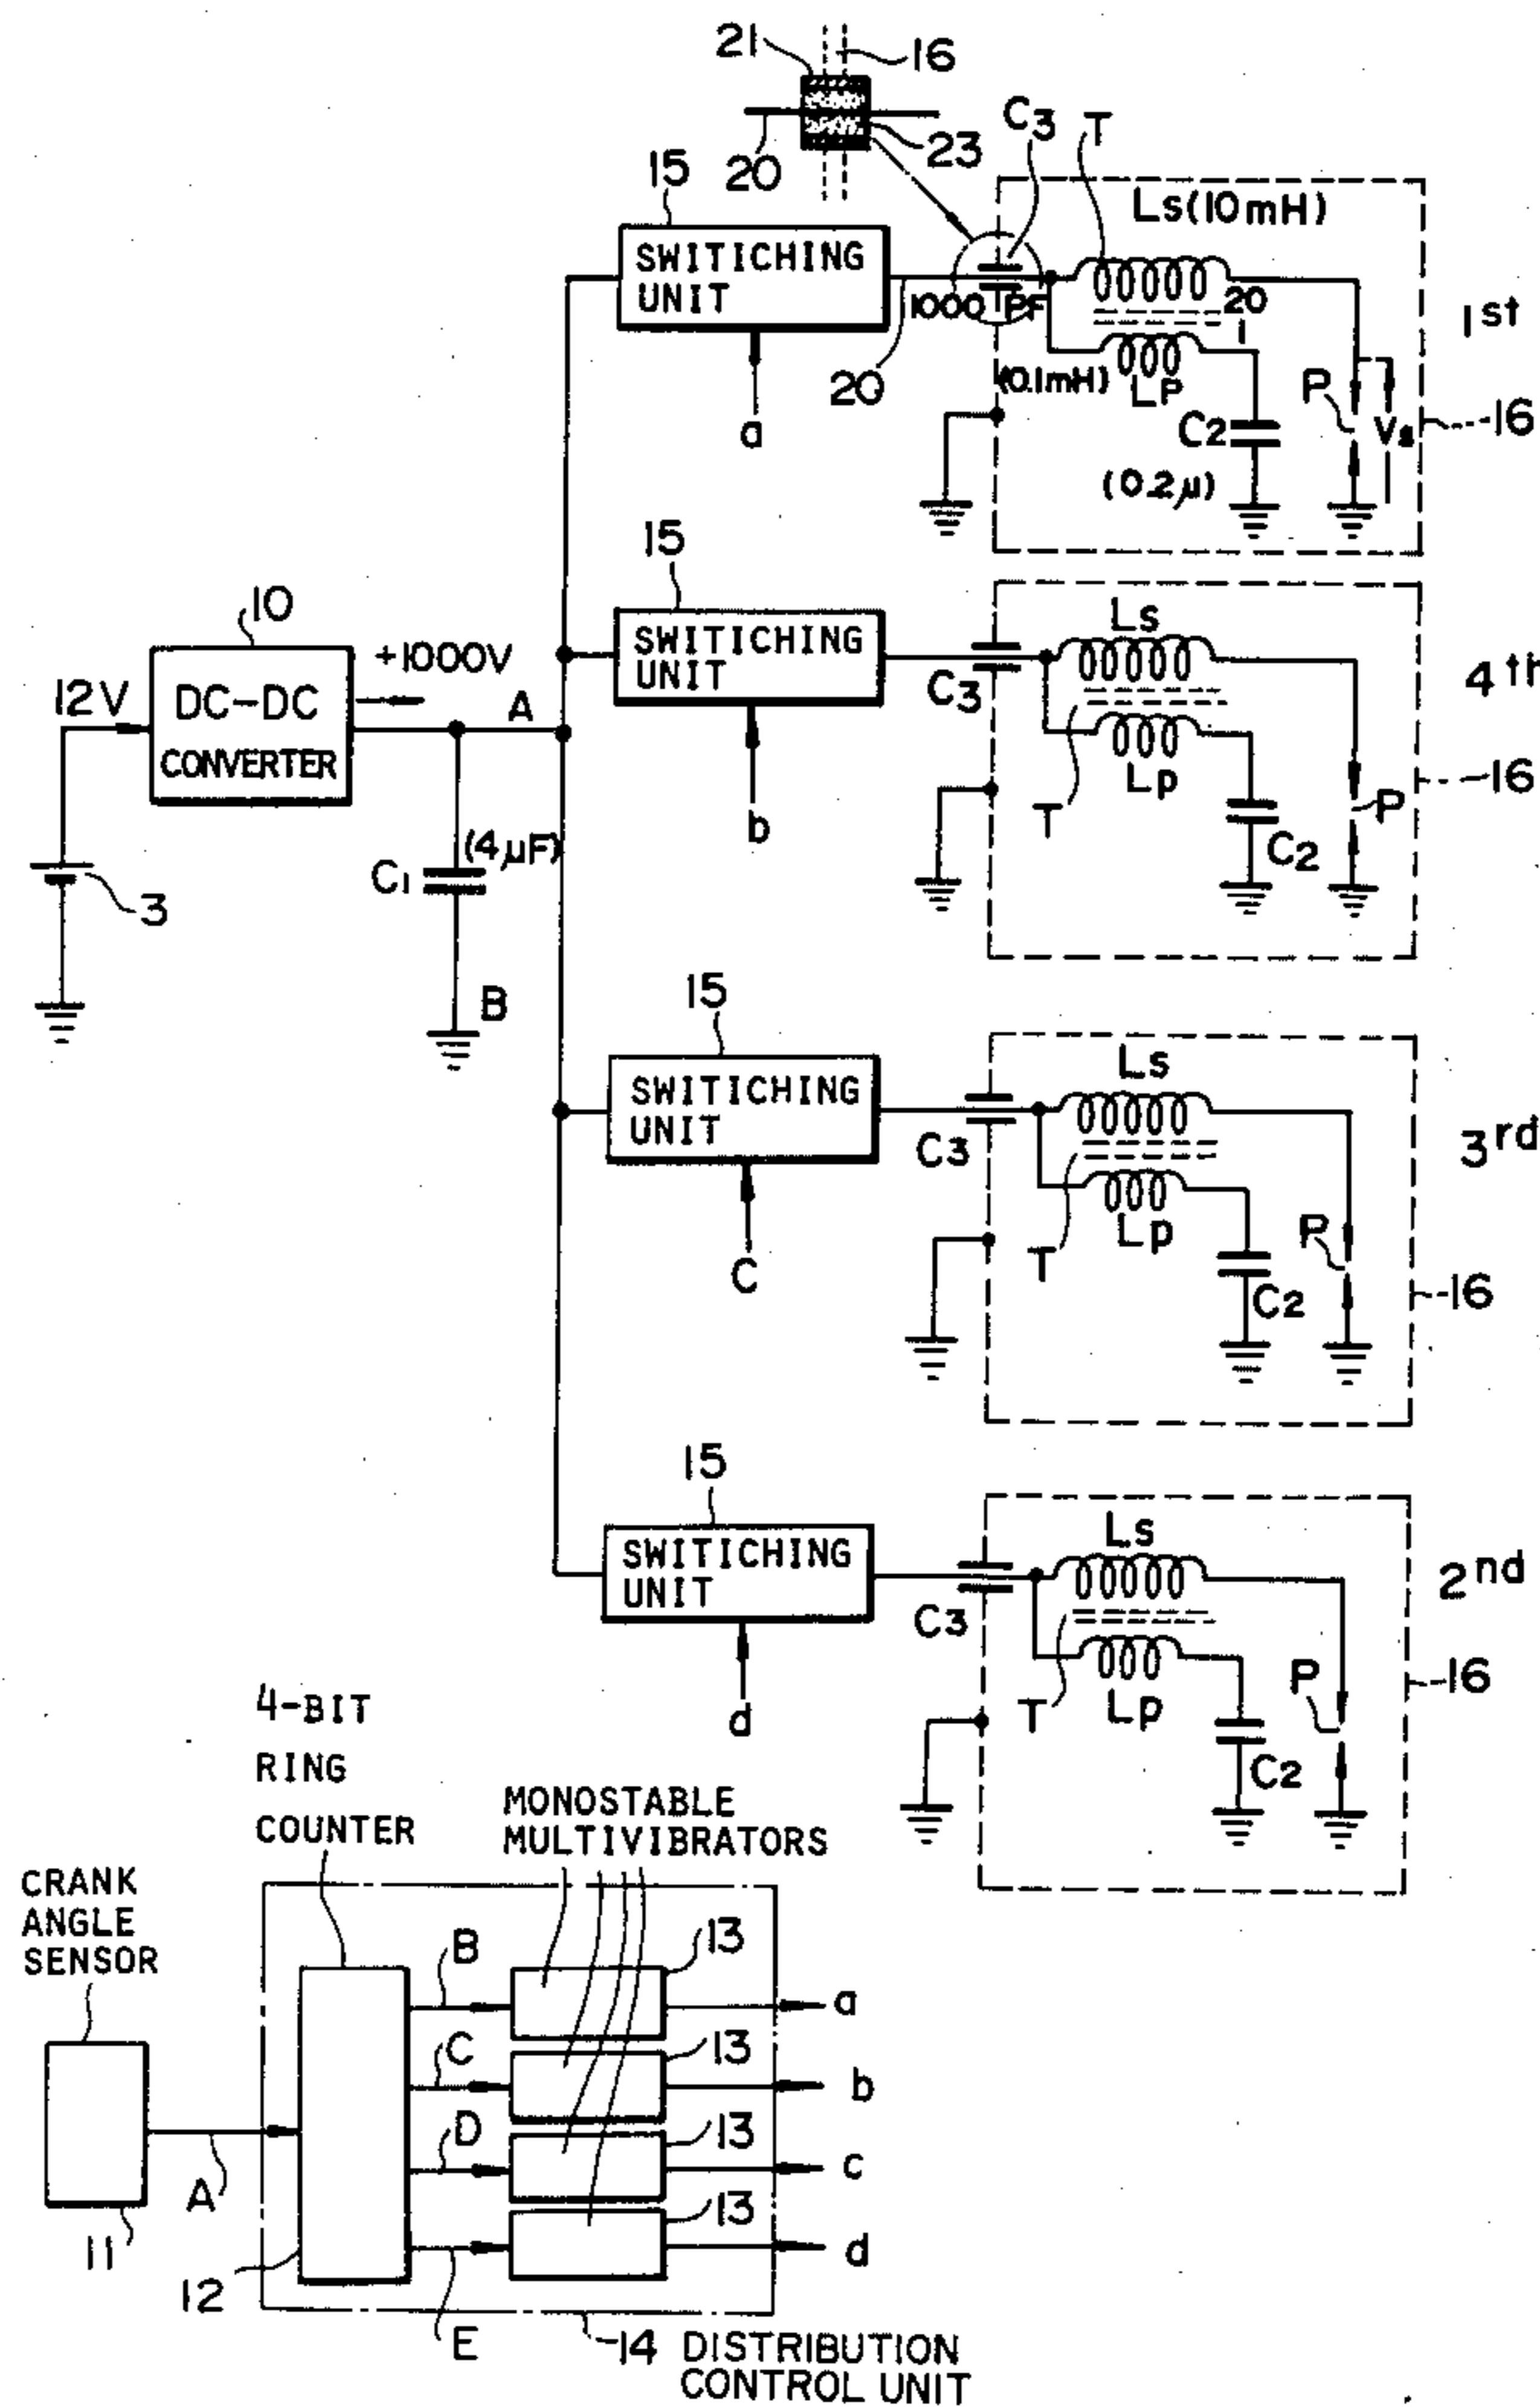 21
16
20
23
C3
T
15
SWITICHING
UNIT
a
20
1000 PF
Ls(10mH)
20
1
(0.1mH)
LP
C2
(0.2μ)
P
Vs
1st
16
10
12V
DC-DC
CONVERTER
+1000V
A
3
C1
(4μF)
B
15
SWITICHING
UNIT
b
C3
Ls
T
Lp
C2
P
4th
16
15
SWITICHING
UNIT
C
C3
Ls
T
Lp
C2
P
3rd
16
15
SWITICHING
UNIT
d
C3
Ls
T
Lp
C2
P
2nd
16
4-BIT
RING
COUNTER
MONOSTABLE
MULTIVIBRATORS
CRANK
ANGLE
SENSOR
11
A
12
B
13
a
C
13
b
D
13
c
E
13
d
14 DISTRIBUTION
CONTROL UNIT